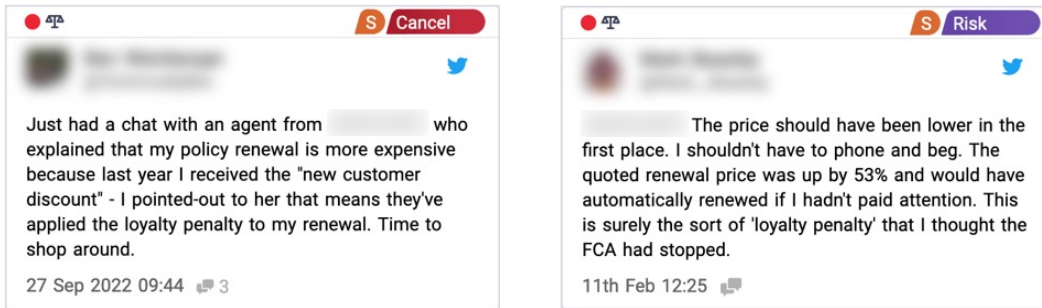 S Cancel
Just had a chat with an agent from who
explained that my policy renewal is more expensive
because last year I received the "new customer
discount" - I pointed-out to her that means they've
applied the loyalty penalty to my renewal. Time to
shop around.
27 Sep 2022 09:44 3
S Risk
The price should have been lower in the
first place. I shouldn't have to phone and beg. The
quoted renewal price was up by 53% and would have
automatically renewed if I hadn't paid attention. This
is surely the sort of 'loyalty penalty' that I thought the
FCA had stopped.
11th Feb 12:25